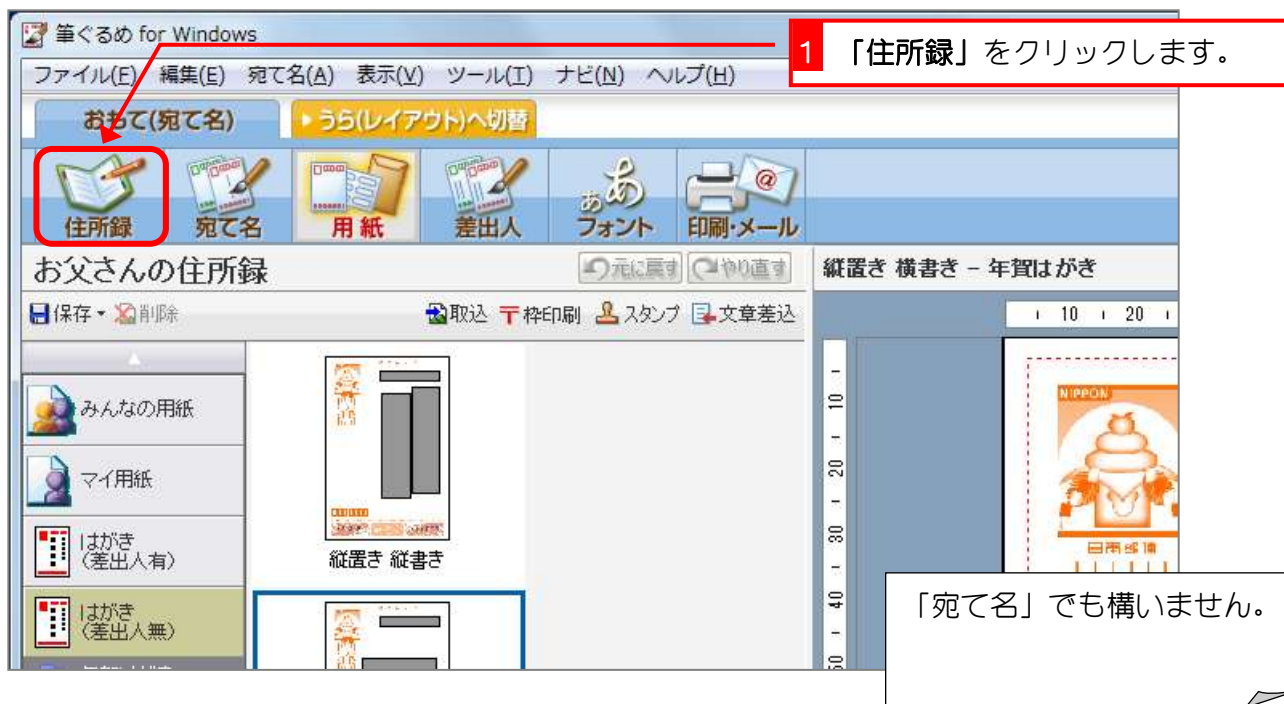 筆ぐるめ for Windows
1 「住所録」をクリックします。
ファイル(F) 編集(E) 宛て名(A) 表示(V) ツール(T) ナビ(N) ヘルプ(H)
おもて(宛て名) うら(レイアウト)へ切替
住所録 宛て名 用紙 差出人 フォント 印刷・メール
お父さんの住所録 元に戻す やり直す 縦置き 横書き - 年賀はがき
保存 削除 取込 枠印刷 スタンプ 文章差込
10 20
みんなの用紙
マイ用紙
はがき
(差出人有)
縦置き 縦書き
はがき
(差出人無)
10
20
30
40
NIPPON
日本郵便
「宛て名」でも構いません。